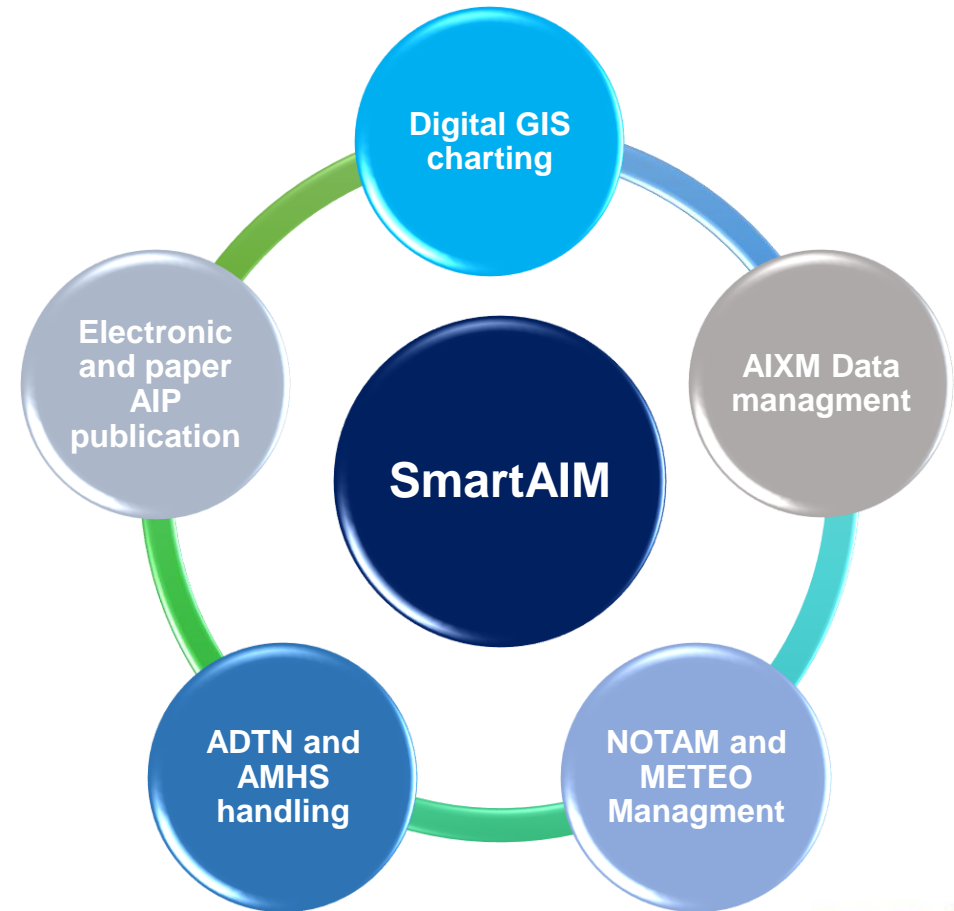 Digital GIS
charting
Electronic
and paper
AIP
publication
AIXM Data
managment
SmartAIM
ADTN and
AMHS
handling
NOTAM and
METEO
Managment